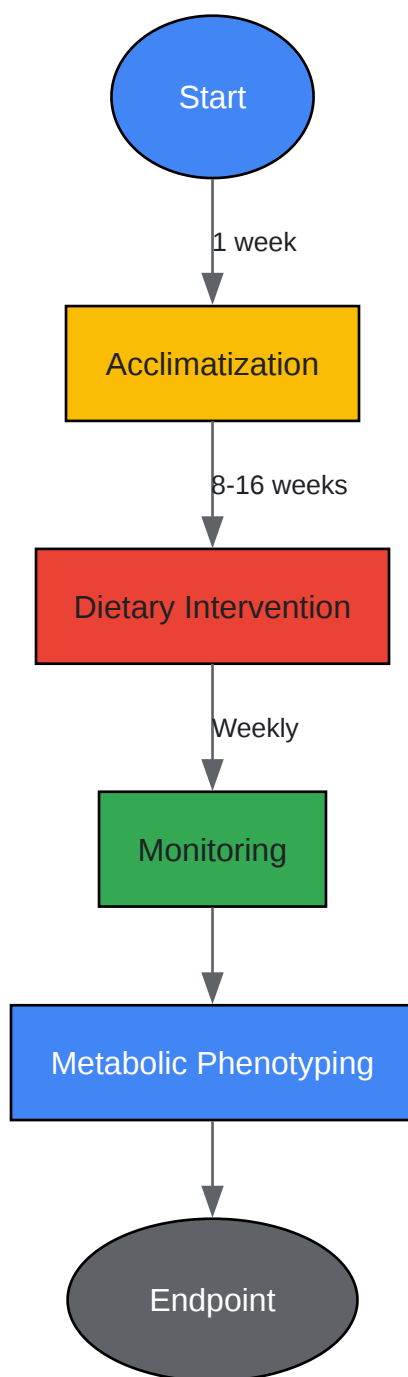 Start
1 week
Acclimatization
8-16 weeks
Dietary Intervention
Weekly
Monitoring
Metabolic Phenotyping
Endpoint